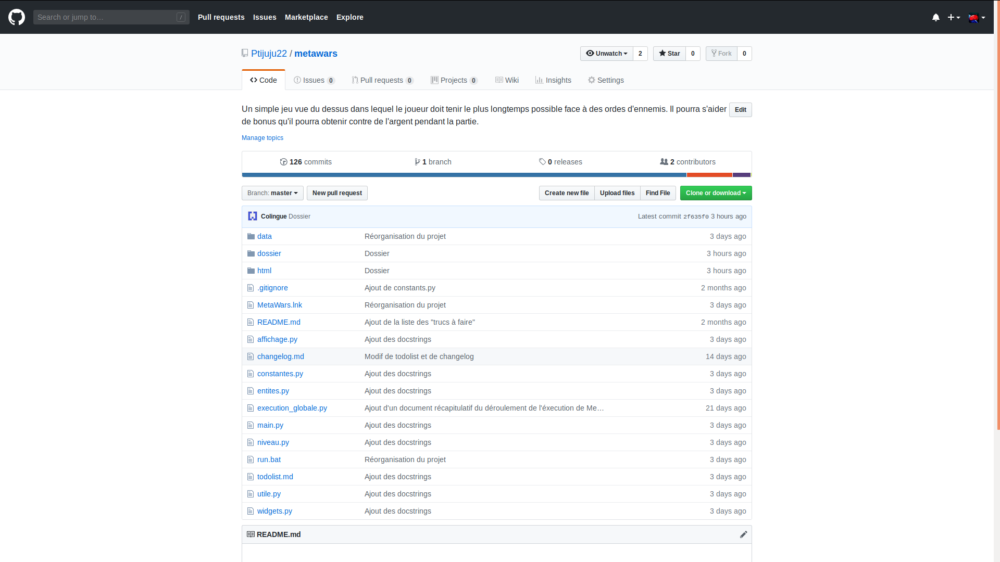 Search or jump to… /
Pull requests Issues Marketplace Explore
Ptijuju22 / metawars
Unwatch 2 Star 0 Fork 0
Code Issues 0 Pull requests 0 Projects 0 Wiki Insights Settings
Un simple jeu vue du dessus dans lequel le joueur doit tenir le plus longtemps possible face à des ordes d'ennemis. Il pourra s'aider
de bonus qu'il pourra obtenir contre de l'argent pendant la partie.
Edit
Manage topics
126 commits 1 branch 0 releases 2 contributors
Branch: master New pull request Create new file Upload files Find File Clone or download
Colingue Dossier Latest commit 2f635f0 3 hours ago
data Réorganisation du projet 3 days ago
dossier Dossier 3 hours ago
html Dossier 3 hours ago
.gitignore Ajout de constants.py 2 months ago
MetaWars.lnk Réorganisation du projet 3 days ago
README.md Ajout de la liste des "trucs à faire" 2 months ago
affichage.py Ajout des docstrings 3 days ago
changelog.md Modif de todolist et de changelog 14 days ago
constantes.py Ajout des docstrings 3 days ago
entites.py Ajout des docstrings 3 days ago
execution_globale.py Ajout d'un document récapitulatif du déroulement de l'éxecution de Me… 21 days ago
main.py Ajout des docstrings 3 days ago
niveau.py Ajout des docstrings 3 days ago
run.bat Réorganisation du projet 3 days ago
todolist.md Ajout des docstrings 3 days ago
utile.py Ajout des docstrings 3 days ago
widgets.py Ajout des docstrings 3 days ago
README.md